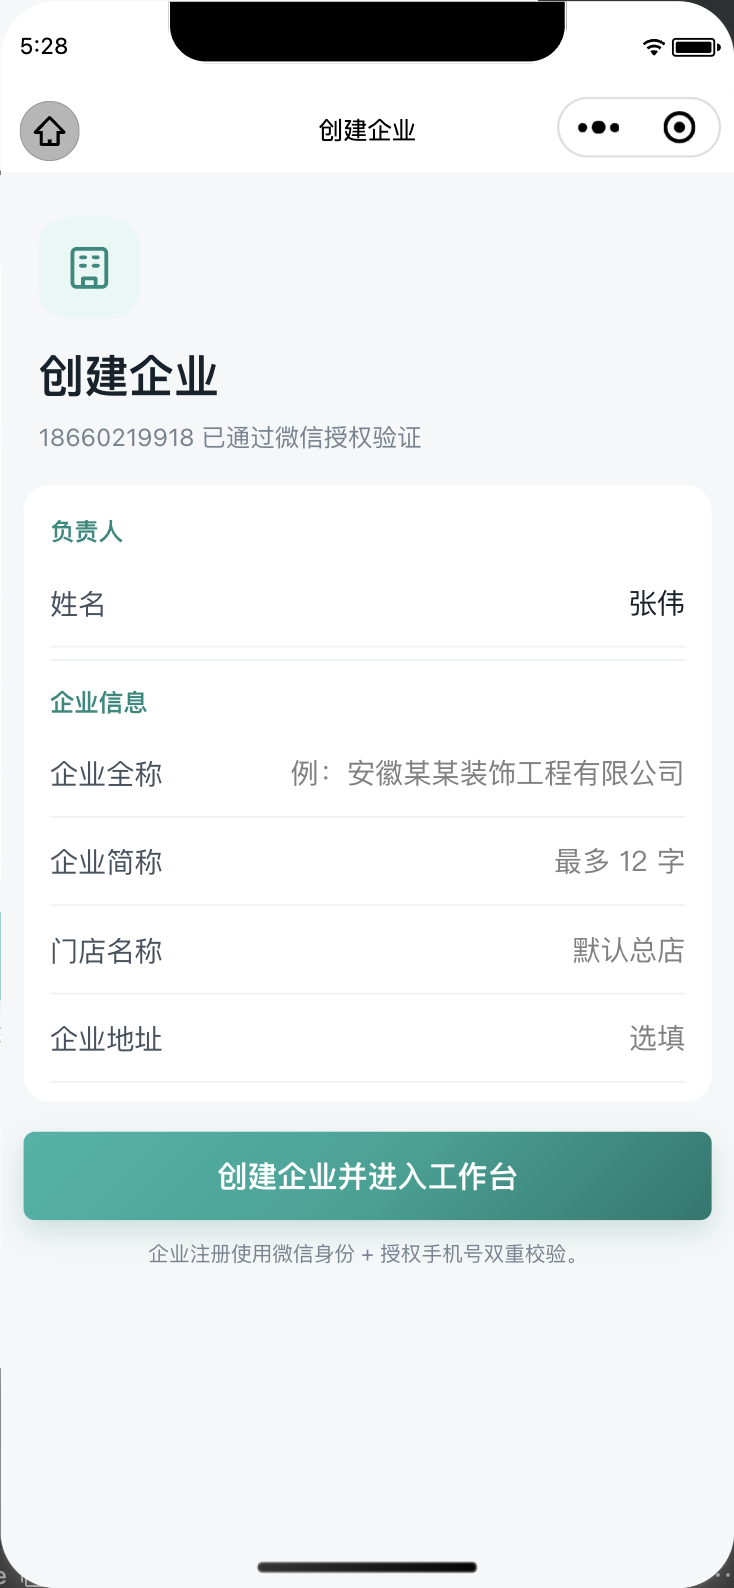 5:28
创建企业
创建企业
18660219918 已通过微信授权验证
负责人
姓名 张伟
企业信息
企业全称 例：安徽某某装饰工程有限公司
企业简称 最多 12 字
门店名称 默认总店
企业地址 选填
创建企业并进入工作台
企业注册使用微信身份 + 授权手机号双重校验。